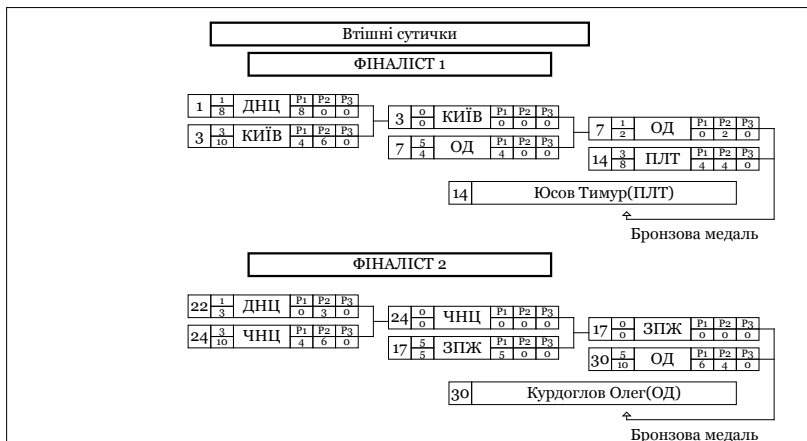 Втішні сутички
ФІНАЛІСТ 1
1 1/8 ДНЦ P1 P2 P3 8 0 0
3 3/10 КИЇВ P1 P2 P3 4 6 0
3 0/0 КИЇВ P1 P2 P3 0 0 0
7 5/4 ОД P1 P2 P3 4 0 0
7 1/2 ОД P1 P2 P3 0 2 0
14 3/8 ПЛТ P1 P2 P3 4 4 0
14 Юсов Тимур(ПЛТ)
Бронзова медаль
ФІНАЛІСТ 2
22 1/3 ДНЦ P1 P2 P3 0 3 0
24 3/10 ЧНЦ P1 P2 P3 4 6 0
24 0/0 ЧНЦ P1 P2 P3 0 0 0
17 5/5 ЗПЖ P1 P2 P3 5 0 0
17 0/0 ЗПЖ P1 P2 P3 0 0 0
30 5/10 ОД P1 P2 P3 6 4 0
30 Курдоглов Олег(ОД)
Бронзова медаль